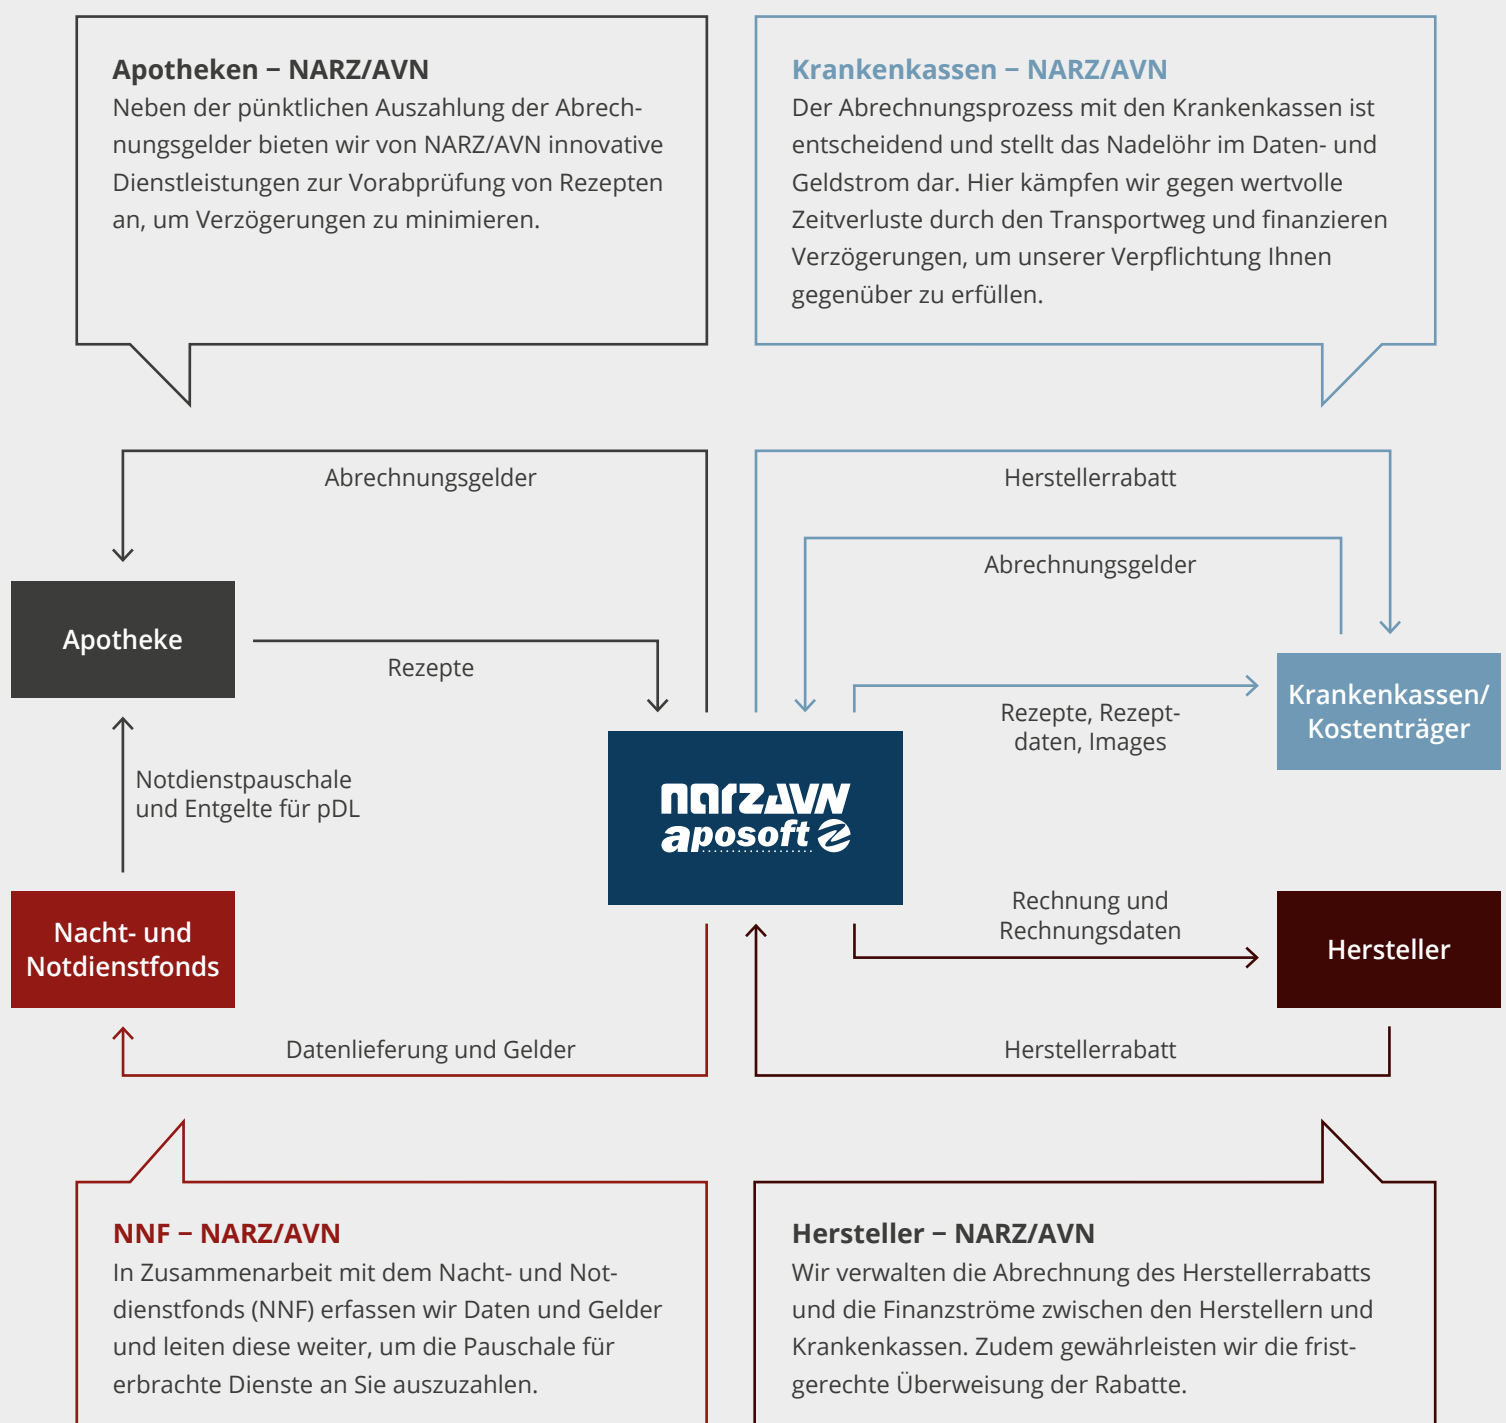 Apotheken – NARZ/AVN
Neben der pünktlichen Auszahlung der Abrech-
nungsgelder bieten wir von NARZ/AVN innovative
Dienstleistungen zur Vorabprüfung von Rezepten
an, um Verzögerungen zu minimieren.
Krankenkassen – NARZ/AVN
Der Abrechnungsprozess mit den Krankenkassen ist
entscheidend und stellt das Nadelöhr im Daten- und
Geldstrom dar. Hier kämpfen wir gegen wertvolle
Zeitverluste durch den Transportweg und finanzieren
Verzögerungen, um unserer Verpflichtung Ihnen
gegenüber zu erfüllen.
Abrechnungsgelder
Herstellerrabatt
Abrechnungsgelder
Apotheke
Rezepte
Krankenkassen/
Kostenträger
Rezepte, Rezept-
daten, Images
Notdienstpauschale
und Entgelte für pDL
narzAVN
aposoft
Nacht- und
Notdienstfonds
Rechnung und
Rechnungsdaten
Hersteller
Datenlieferung und Gelder
Herstellerrabatt
NNF – NARZ/AVN
In Zusammenarbeit mit dem Nacht- und Not-
dienstfonds (NNF) erfassen wir Daten und Gelder
und leiten diese weiter, um die Pauschale für
erbrachte Dienste an Sie auszuzahlen.
Hersteller – NARZ/AVN
Wir verwalten die Abrechnung des Herstellerrabatts
und die Finanzströme zwischen den Herstellern und
Krankenkassen. Zudem gewährleisten wir die frist-
gerechte Überweisung der Rabatte.